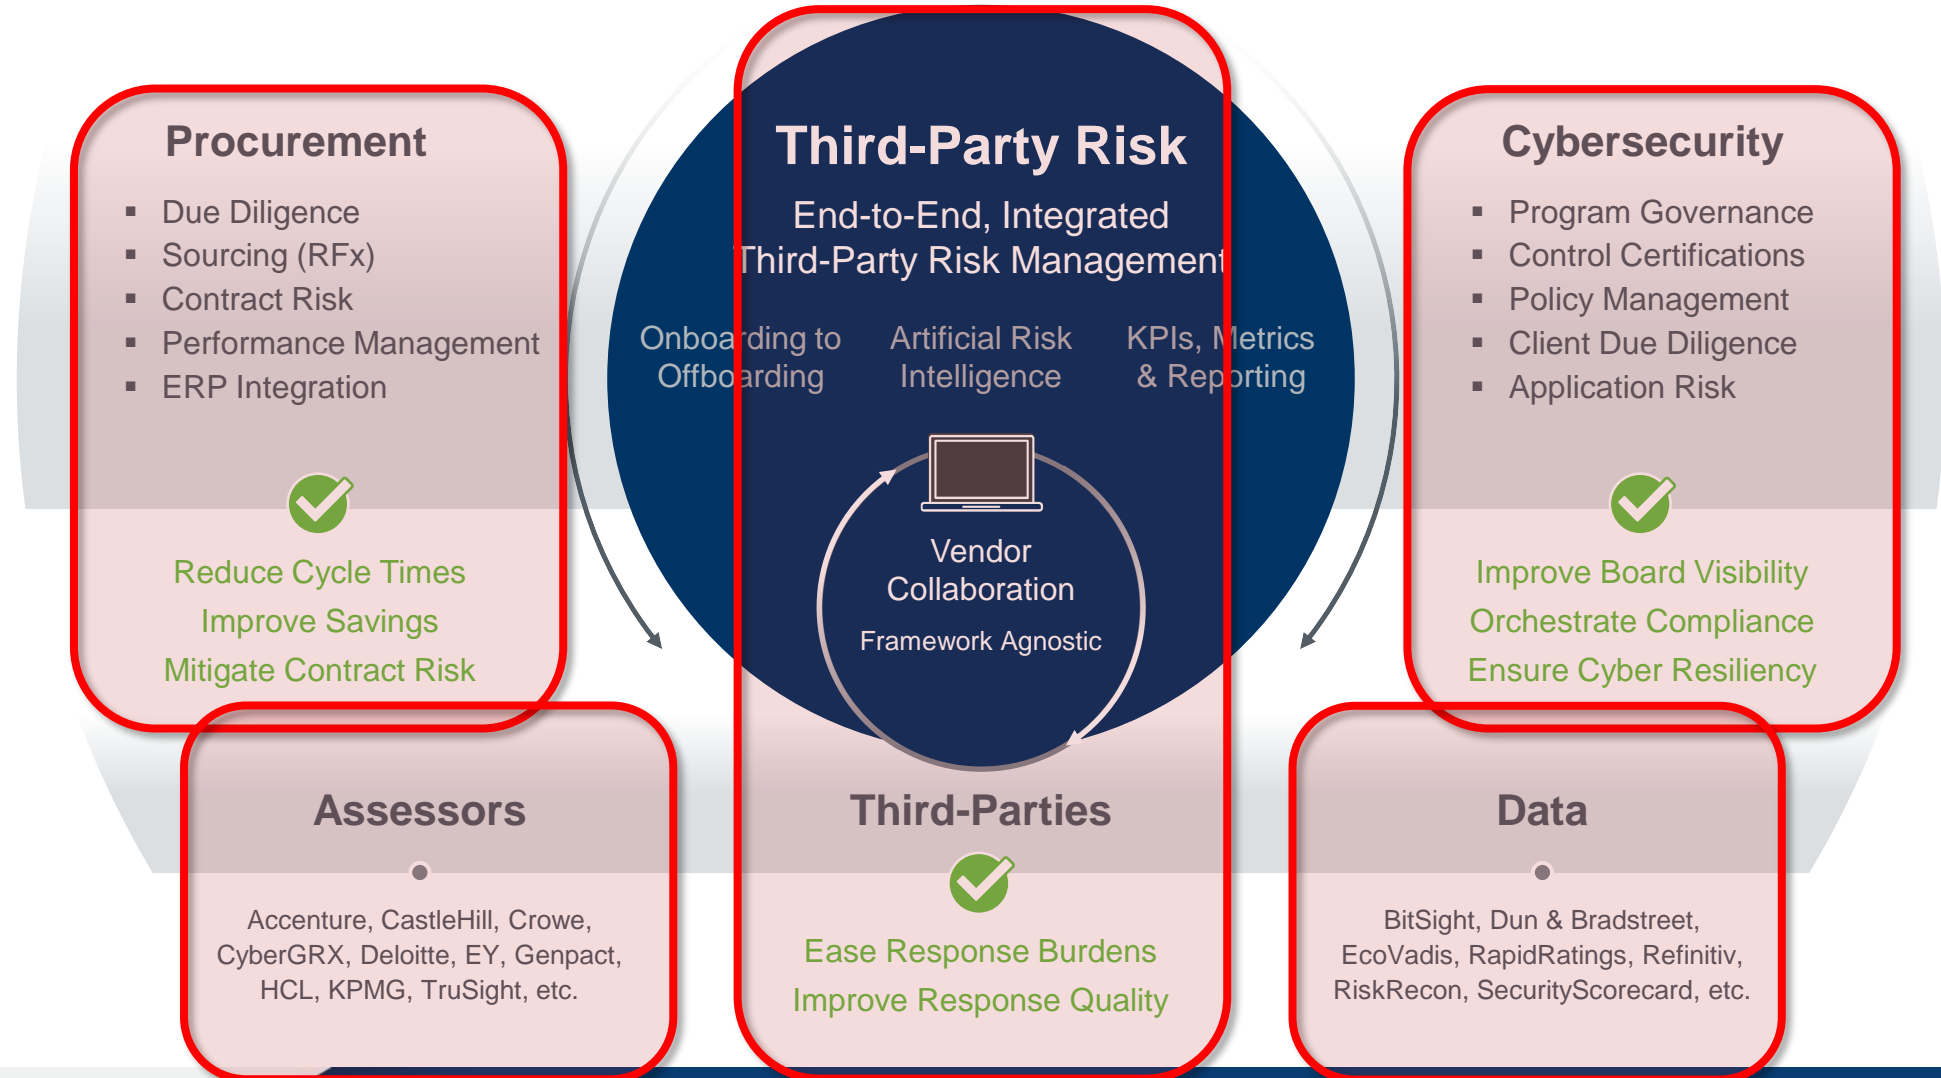 Procurement
▪ Due Diligence
▪ Sourcing (RFx)
▪ Contract Risk
▪ Performance Management
▪ ERP Integration
Reduce Cycle Times
Improve Savings
Mitigate Contract Risk
Third-Party Risk
End-to-End, Integrated
Third-Party Risk Management
Onboarding to
Offboarding
Artificial Risk
Intelligence
KPIs, Metrics
& Reporting
Vendor
Collaboration
Framework Agnostic
Cybersecurity
▪ Program Governance
▪ Control Certifications
▪ Policy Management
▪ Client Due Diligence
▪ Application Risk
Improve Board Visibility
Orchestrate Compliance
Ensure Cyber Resiliency
Assessors
Accenture, CastleHill, Crowe,
CyberGRX, Deloitte, EY, Genpact,
HCL, KPMG, TruSight, etc.
Third-Parties
Ease Response Burdens
Improve Response Quality
Data
BitSight, Dun & Bradstreet,
EcoVadis, RapidRatings, Refinitiv,
RiskRecon, SecurityScorecard, etc.